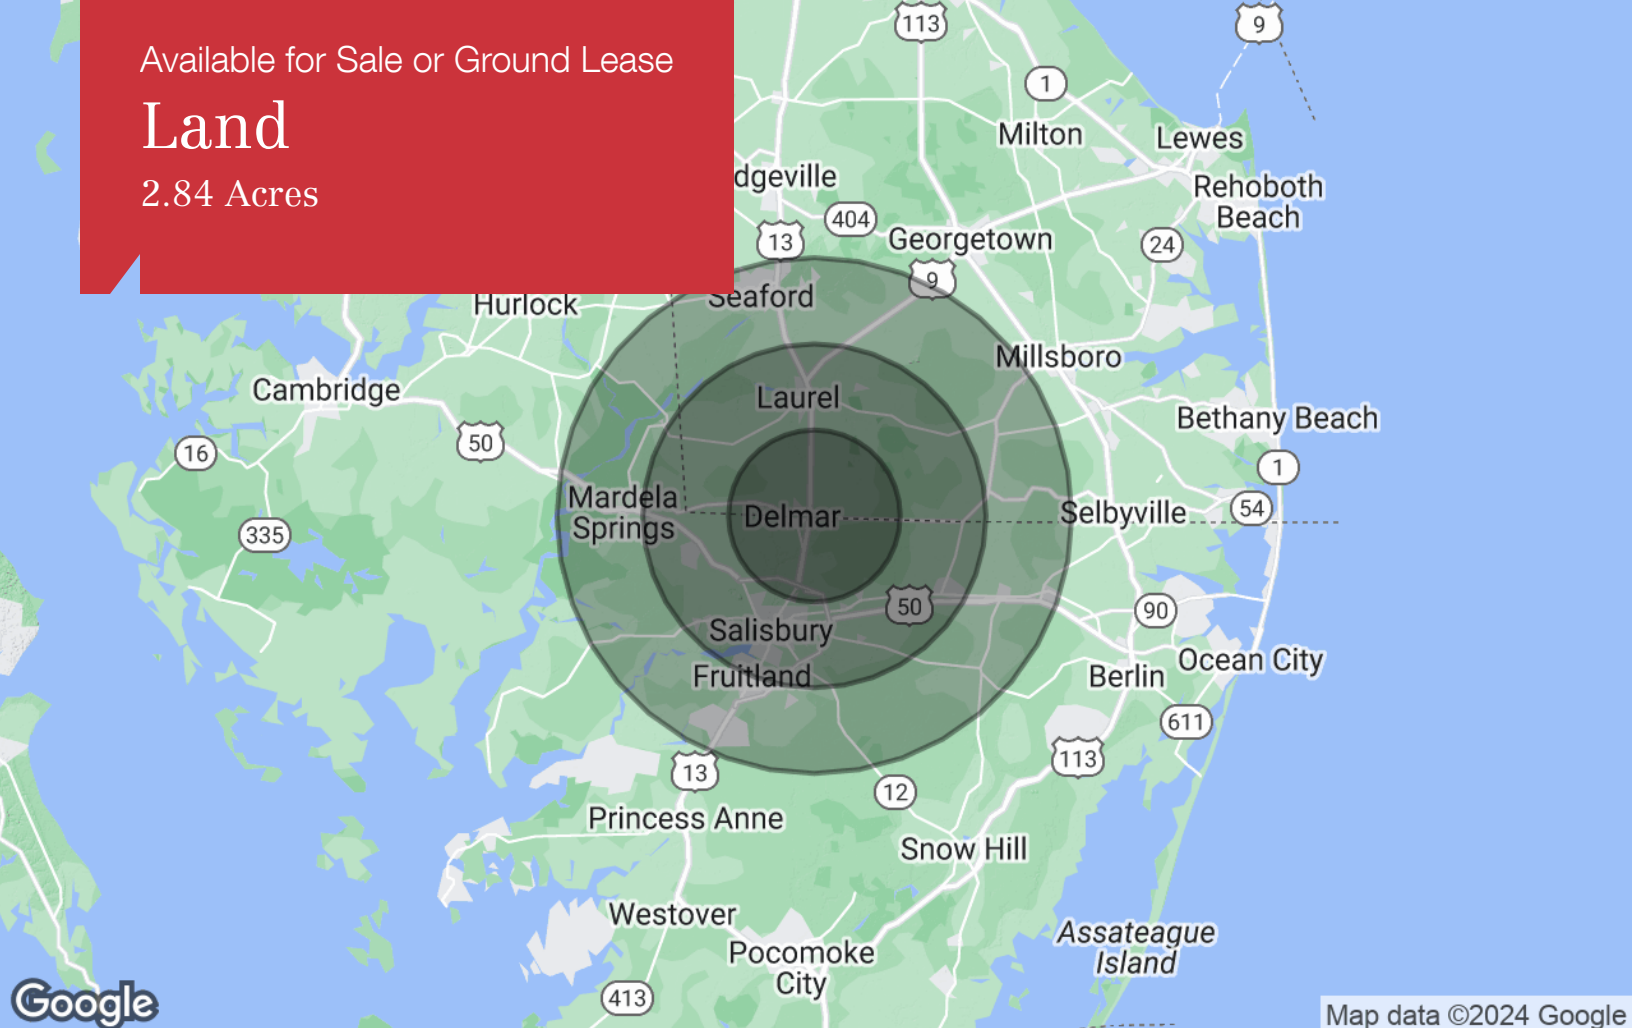 Available for Sale or Ground Lease
Land
2.84 Acres
113
9
1
Milton
Lewes
dgeville
Rehoboth
Beach
404
13
Georgetown
24
9
Seaford
Hurlock
Millsboro
Cambridge
Laurel
Bethany Beach
50
16
1
Mardela
Springs
Delmar
Selbyville
54
335
50
90
Salisbury
Fruitland
Ocean City
Berlin
611
113
13
12
Princess Anne
Snow Hill
Westover
Assateague
Island
Pocomoke
City
413
Google
Map data ©2024 Google